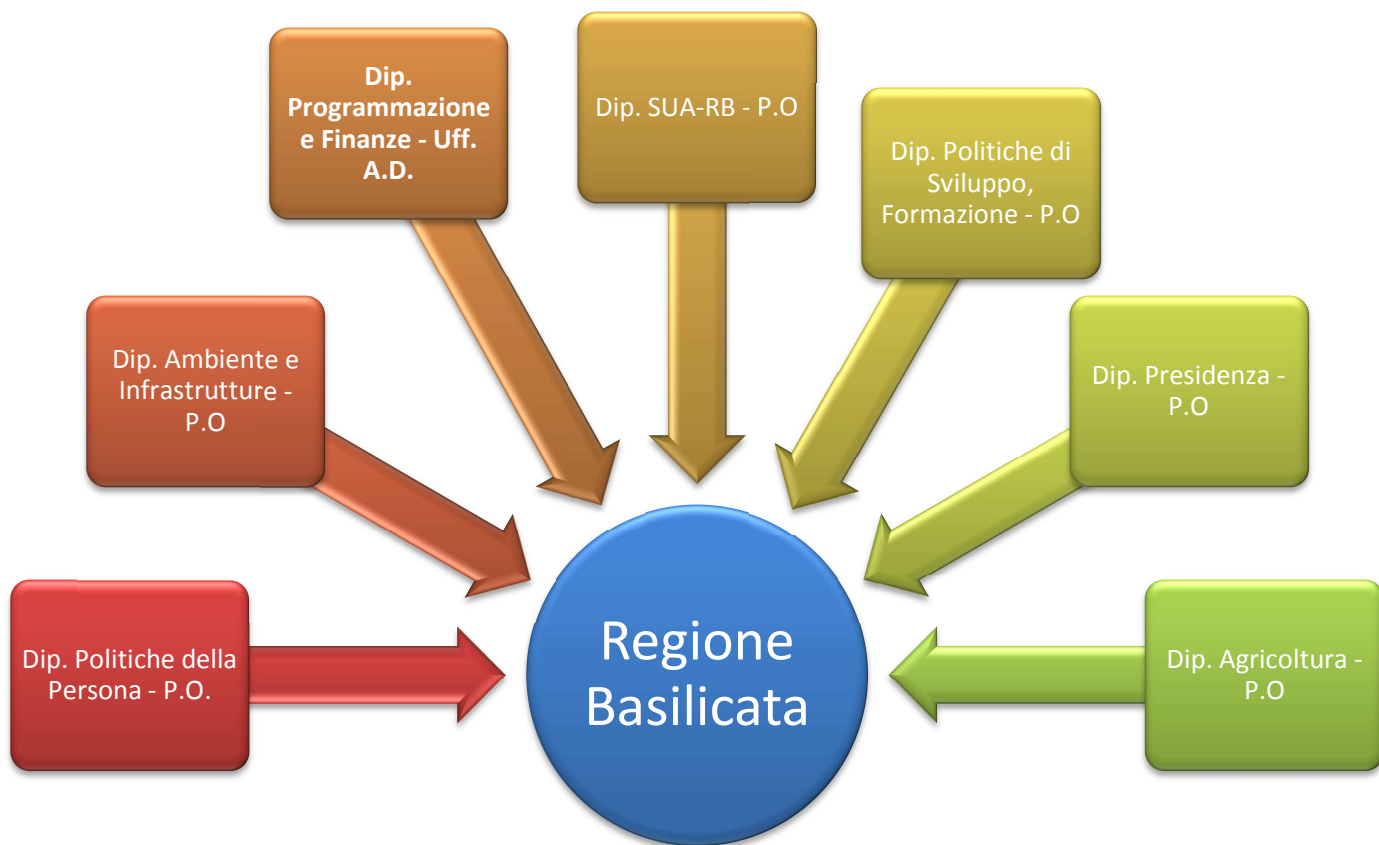 Dip.
Programmazione
e Finanze - Uff.
A.D.
Dip. SUA-RB - P.O
Dip. Politiche di
Sviluppo,
Formazione - P.O
Dip. Ambiente e
Infrastrutture -
P.O
Dip. Presidenza -
P.O
Dip. Politiche della
Persona - P.O.
Regione
Basilicata
Dip. Agricoltura -
P.O